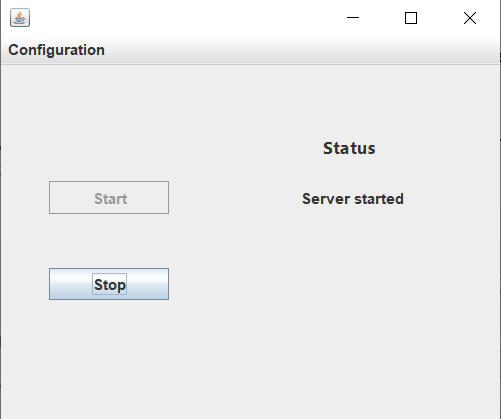 Configuration
Status
Start
Server started
Stop